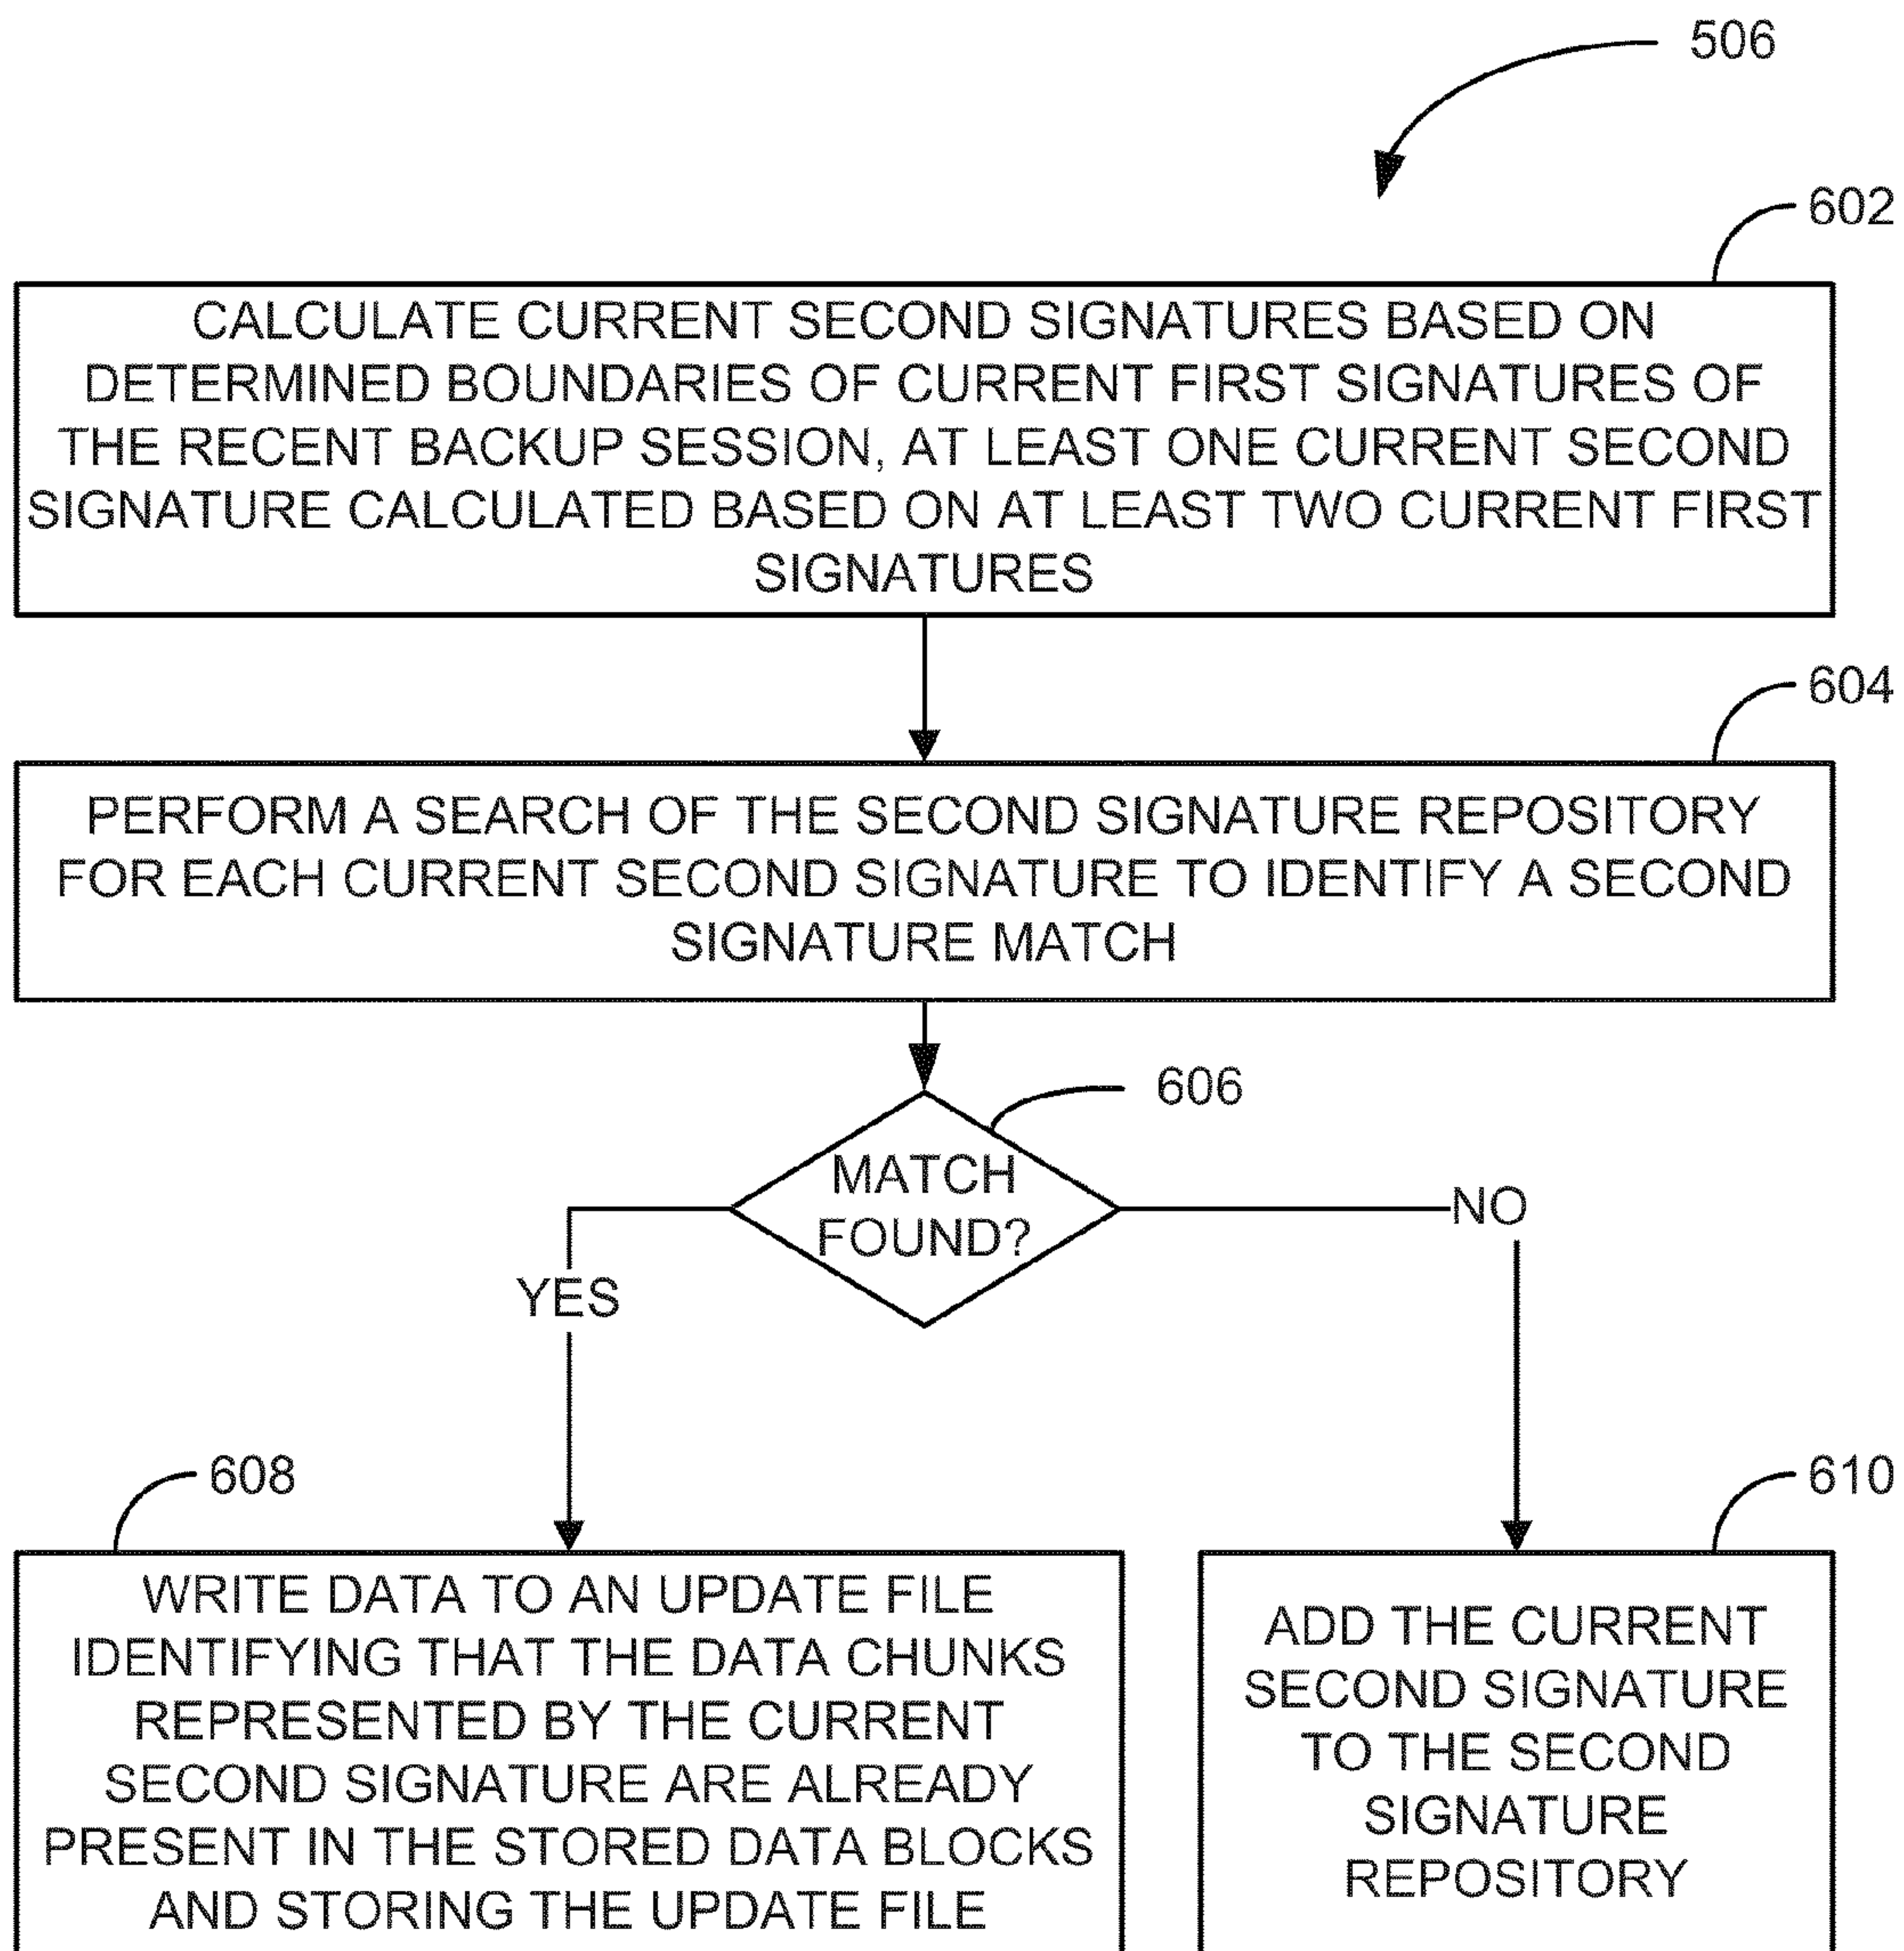 506
602
CALCULATE CURRENT SECOND SIGNATURES BASED ON
DETERMINED BOUNDARIES OF CURRENT FIRST SIGNATURES OF
THE RECENT BACKUP SESSION, AT LEAST ONE CURRENT SECOND
SIGNATURE CALCULATED BASED ON AT LEAST TWO CURRENT FIRST
SIGNATURES
604
PERFORM A SEARCH OF THE SECOND SIGNATURE REPOSITORY
FOR EACH CURRENT SECOND SIGNATURE TO IDENTIFY A SECOND
SIGNATURE MATCH
606
MATCH
FOUND?
NO
YES
608
WRITE DATA TO AN UPDATE FILE
IDENTIFYING THAT THE DATA CHUNKS
REPRESENTED BY THE CURRENT
SECOND SIGNATURE ARE ALREADY
PRESENT IN THE STORED DATA BLOCKS
AND STORING THE UPDATE FILE
610
ADD THE CURRENT
SECOND SIGNATURE
TO THE SECOND
SIGNATURE
REPOSITORY